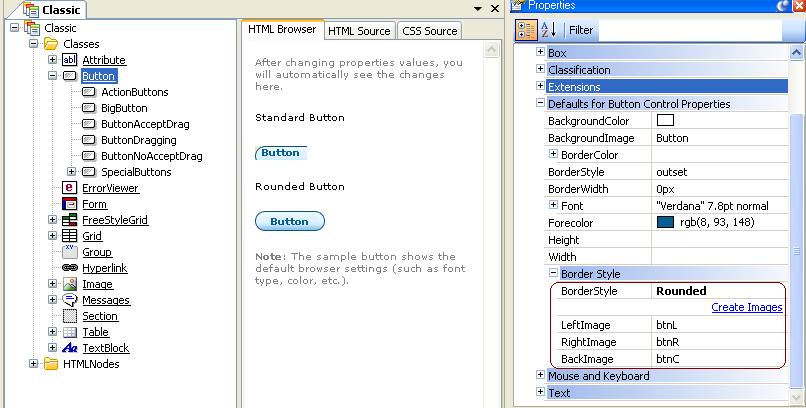 Classic
Classic
Classes
Attribute
Button
ActionButtons
BigButton
ButtonAcceptDrag
ButtonDragging
ButtonNoAcceptDrag
SpecialButtons
ErrorViewer
Form
FreeStyleGrid
Grid
Group
Hyperlink
Image
Messages
Section
Table
TextBlock
HTMLNodes
HTML Browser
HTML Source
CSS Source
After changing properties values, you
will automatically see the changes
here.
Standard Button
Button
Rounded Button
Button
Note: The sample button shows the
default browser settings (such as font
type, color, etc.).
Properties
Filter
Box
Classification
Extensions
Defaults for Button Control Properties
BackgroundColor
BackgroundImage Button
BorderColor
BorderStyle outset
BorderWidth 0px
Font "Verdana" 7.8pt normal
Forecolor rgb(8, 93, 148)
Height
Width
Border Style
BorderStyle Rounded
Create Images
LeftImage btnL
RightImage btnR
BackImage btnC
Mouse and Keyboard
Text